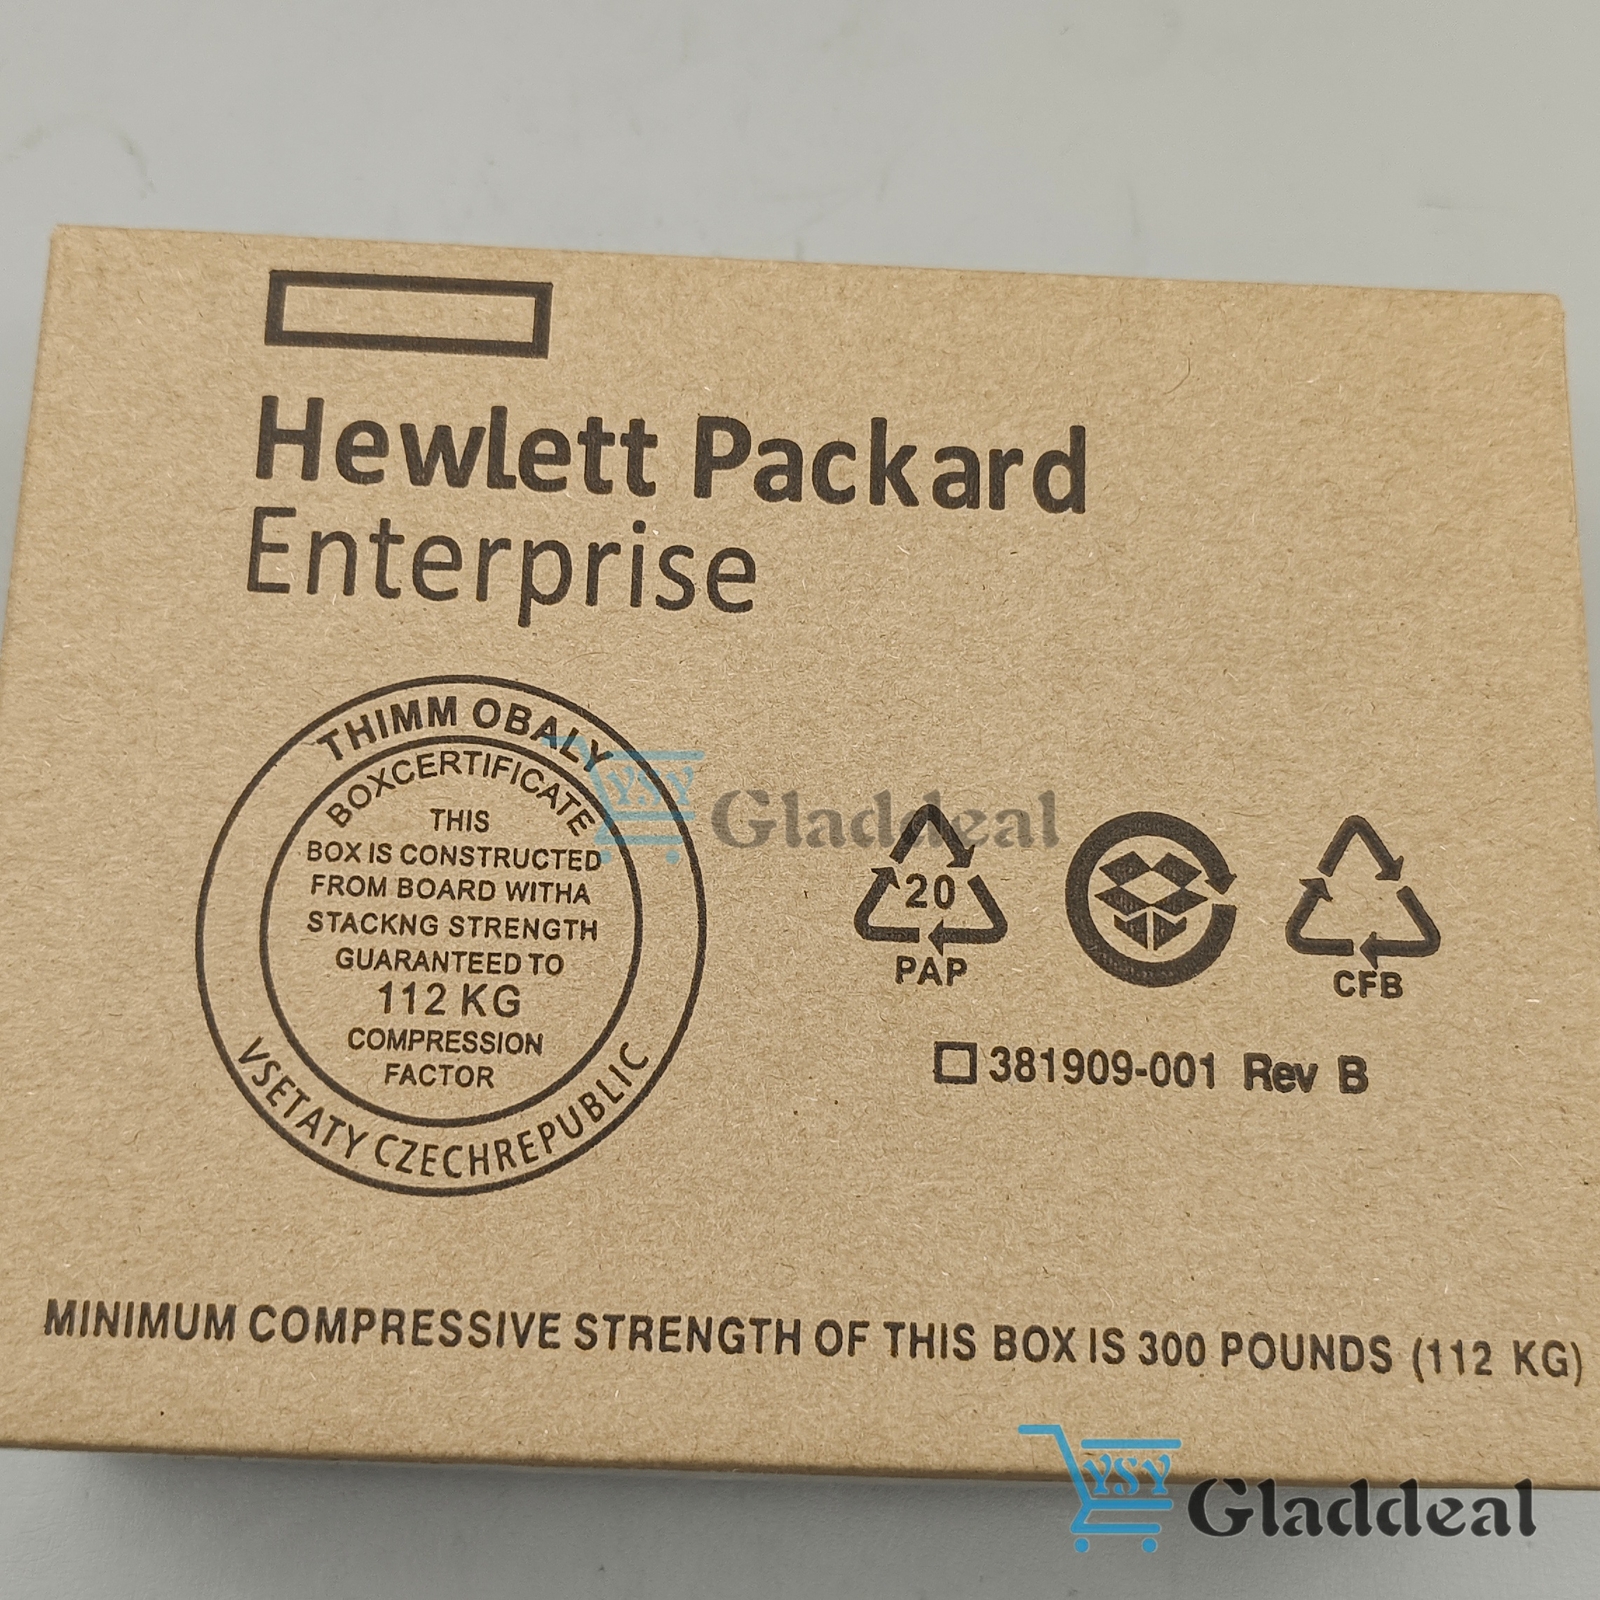 Hewlett Packard
Enterprise
THIMM OBALY
BOXCERTIFICATE
THIS
BOX IS CONSTRUCTED
FROM BOARD WITHA
STACKNG STRENGTH
GUARANTEED TO
112 KG
COMPRESSION
FACTOR
VSETATY CZECHREPUBLIC
YSY Gladdeal
20
PAP
CFB
381909-001 Rev B
MINIMUM COMPRESSIVE STRENGTH OF THIS BOX IS 300 POUNDS (112 KG)
YSY Gladdeal